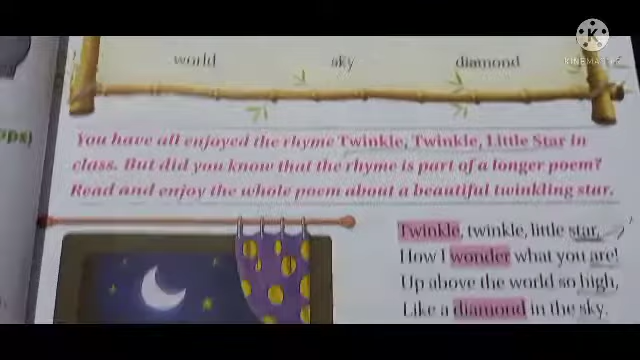 K
KINEMASTER
world sky diamond
You have all enjoyed the rhyme Twinkle, Twinkle, Little Star in
class. But did you know that the rhyme is part of a longer poem?
Read and enjoy the whole poem about a beautiful twinkling star.
Twinkle, twinkle, little star,
How I wonder what you are!
Up above the world so high,
Like a diamond in the sky.